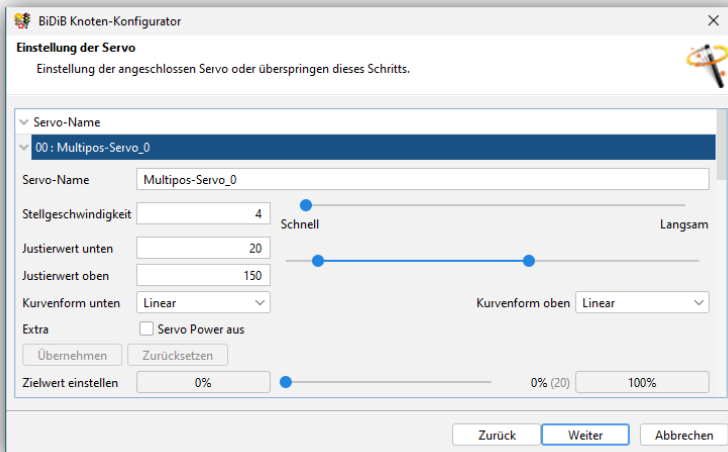 BiDiB Knoten-Konfigurator
Einstellung der Servo
Einstellung der angeschlossen Servo oder überspringen dieses Schritts.
Servo-Name
00 : Multipos-Servo_0
Servo-Name Multipos-Servo_0
Stellgeschwindigkeit 4 Schnell Langsam
Justierwert unten 20
Justierwert oben 150
Kurvenform unten Linear Kurvenform oben Linear
Extra Servo Power aus
Übernehmen Zurücksetzen
Zielwert einstellen 0% 0% (20) 100%
Zurück Weiter Abbrechen